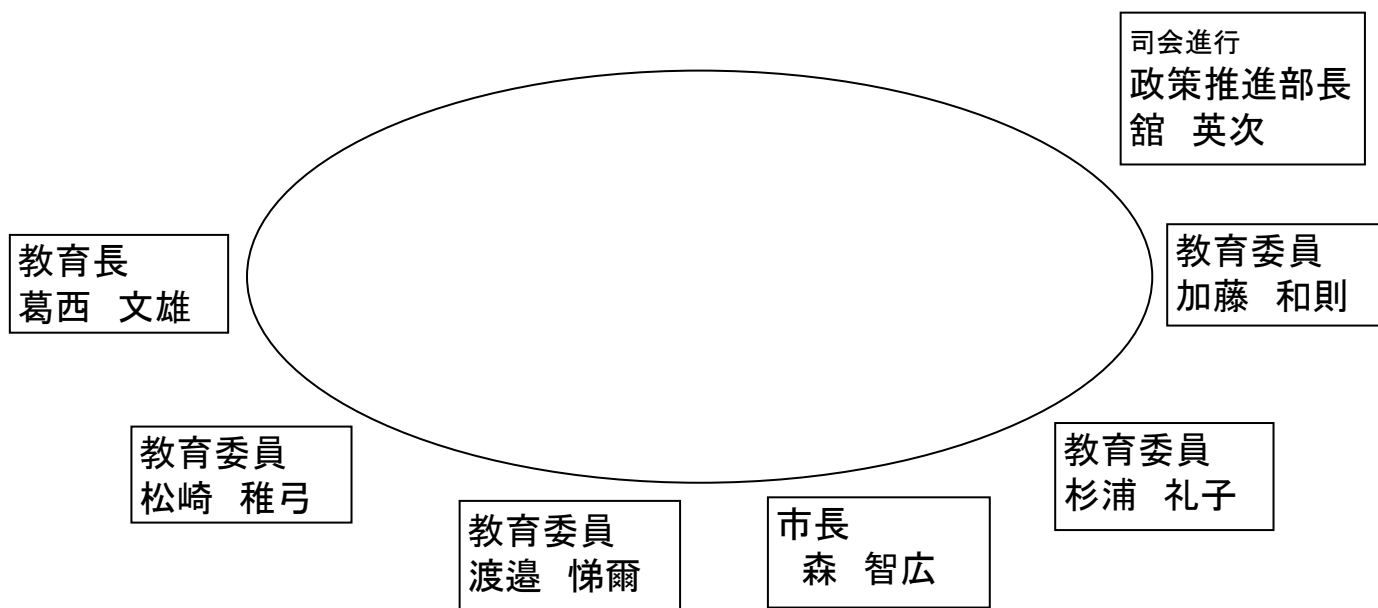 司会進行
政策推進部長
舘 英次
教育長
葛西 文雄
教育委員
加藤 和則
教育委員
松崎 稚弓
教育委員
杉浦 礼子
教育委員
渡邉 悌爾
市長
森 智広